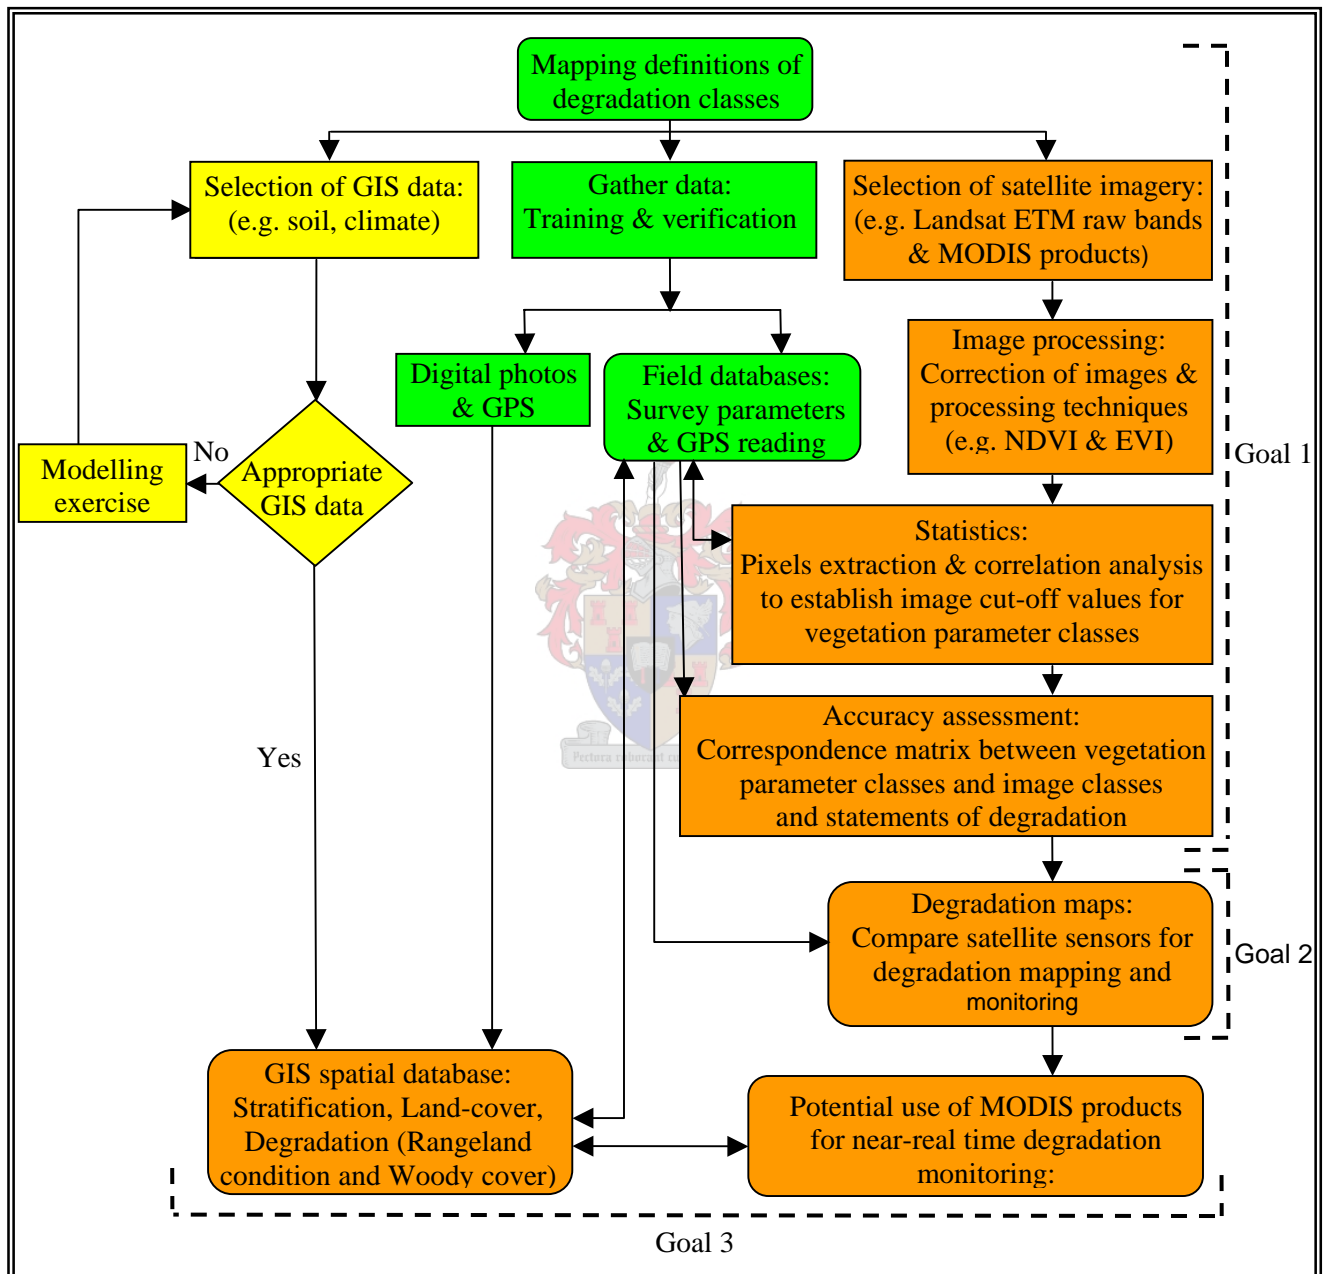 Mapping definitions of
degradation classes
Selection of GIS data:
(e.g. soil, climate)
Gather data:
Training & verification
Selection of satellite imagery:
(e.g. Landsat ETM raw bands
& MODIS products)
Image processing:
Correction of images &
processing techniques
(e.g. NDVI & EVI)
Digital photos
& GPS
Field databases:
Survey parameters
& GPS reading
Goal 1
No
Modelling
exercise
Appropriate
GIS data
Statistics:
Pixels extraction & correlation analysis
to establish image cut-off values for
vegetation parameter classes
Yes
Accuracy assessment:
Correspondence matrix between vegetation
parameter classes and image classes
and statements of degradation
Pectora roborant
Degradation maps:
Compare satellite sensors for
degradation mapping and
monitoring
Goal 2
GIS spatial database:
Stratification, Land-cover,
Degradation (Rangeland
condition and Woody cover)
Potential use of MODIS products
for near-real time degradation
monitoring:
Goal 3